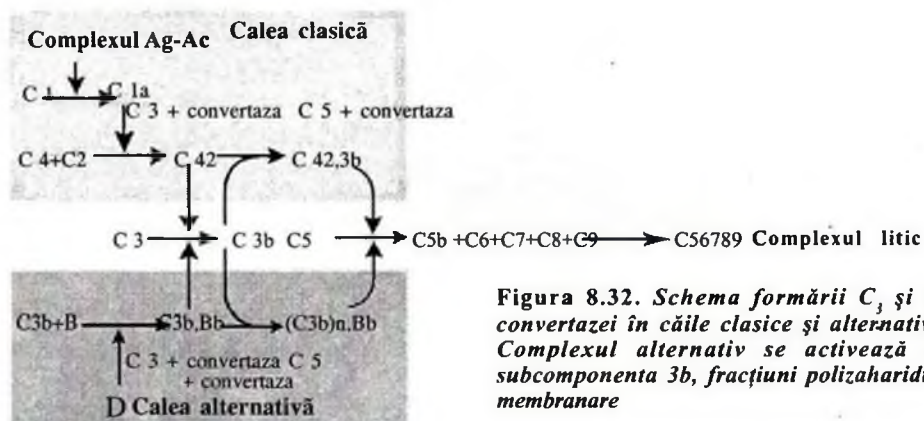 Complexul Ag-Ac Calea clasică
C 1 C 1a
C 3 + convertaza C 5 + convertaza
C 4+C2 C 42 C 42,3b
C 3 C 3b C5 C5b +C6+C7+C8+C9 C56789 Complexul litic
C3b+B C3b,Bb (C3b)n,Bb
C 3 + convertaza C 5
+ convertaza
D Calea alternativă
Figura 8.32. Schema formării C3 şi
convertazei în căile clasice şi
Complexul alternativ se activează
subcomponenta 3b, fracţiuni
membranare